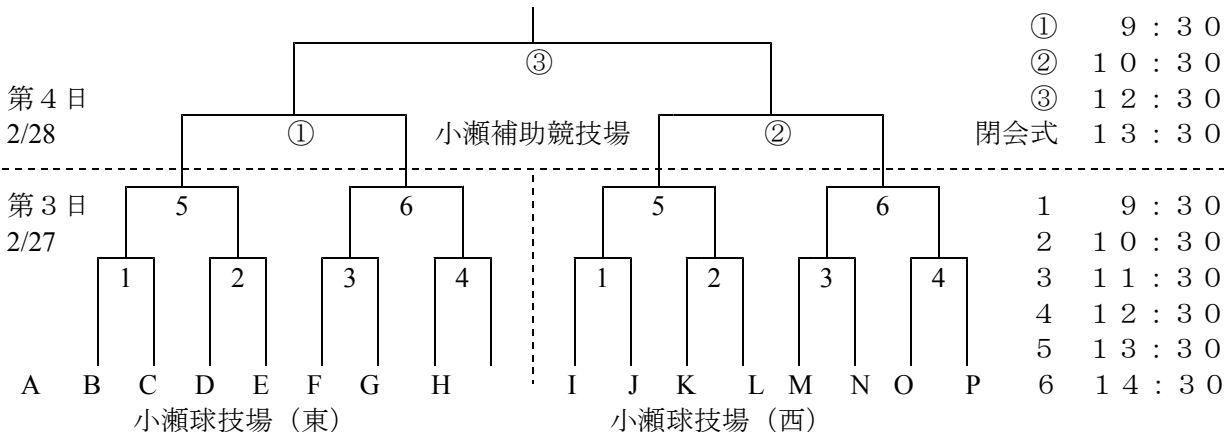 ① 9:30
③ ② 10:30
第4日 ③ 12:30
2/28 ① 小瀬補助競技場 ② 閉会式 13:30
第3日 5 6 5 6 1 9:30
2/27 2 10:30
1 2 3 4 1 2 3 4 3 11:30
4 12:30
5 13:30
A B C D E F G H I J K L M N O P 6 14:30
小瀬球技場（東） 小瀬球技場（西）